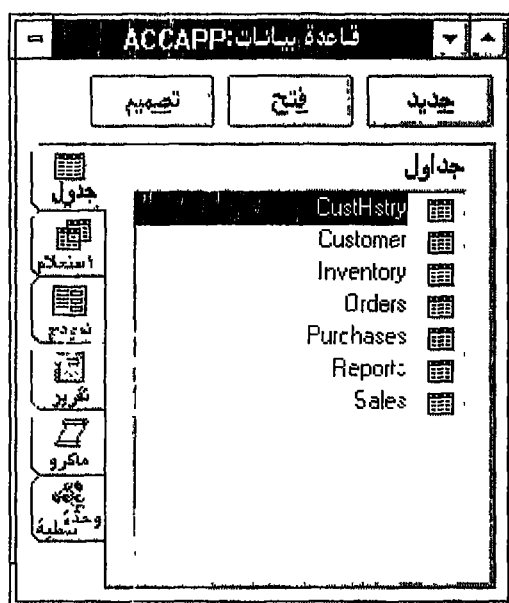 قاعدة بيانات:ACCAPP
جديد فتح تصميم
جداول
جدول
استعلام
نموذج
تقرير
ماكرو
وحدة نمطية
CustHstry
Customer
Inventory
Orders
Purchases
Reports
Sales